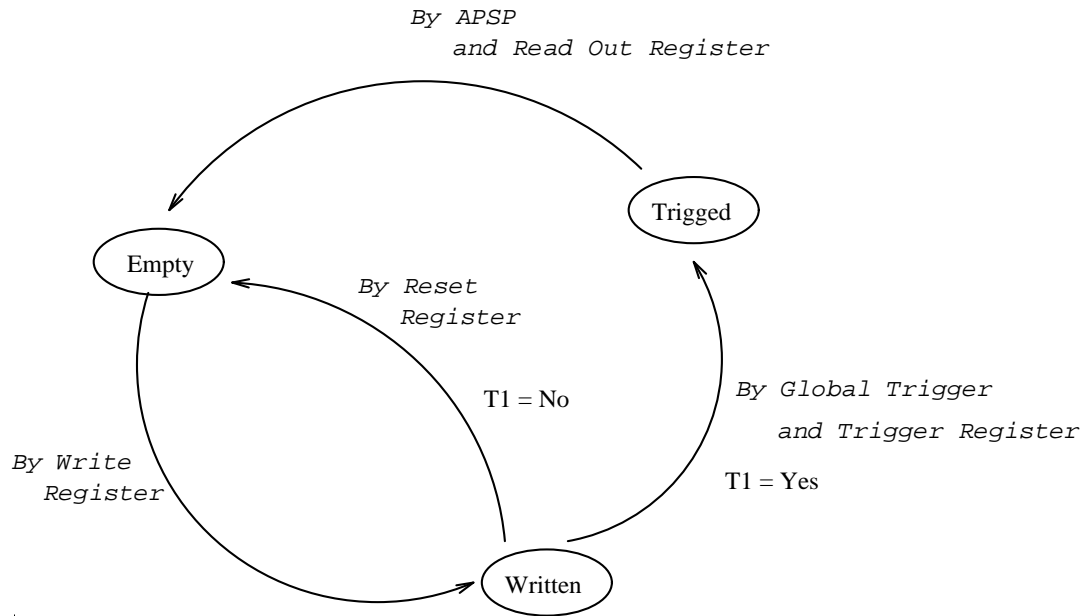 By APSP
and Read Out Register
Trigged
Empty
By Reset
Register
T1 = No
By Global Trigger
and Trigger Register
By Write
Register
T1 = Yes
Written